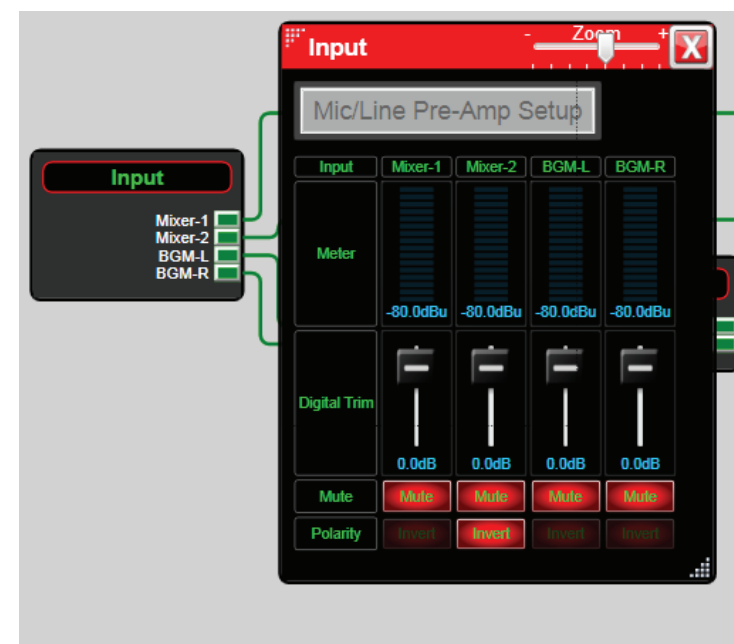 Input
- Zoom +
X
Mic/Line Pre-Amp Setup
Input Mixer-1 Mixer-2 BGM-L BGM-R
Meter
-80.0dBu -80.0dBu -80.0dBu -80.0dBu
Digital Trim
0.0dB 0.0dB 0.0dB 0.0dB
Mute Mute Mute Mute Mute
Polarity Invert Invert Invert Invert
Input
Mixer-1
Mixer-2
BGM-L
BGM-R